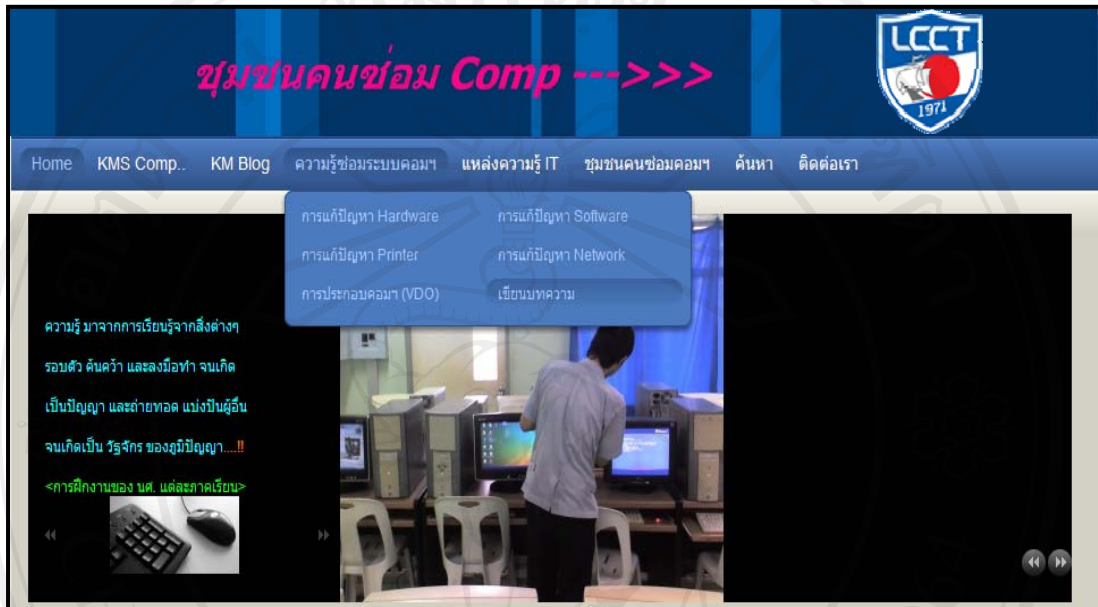 ชุมชนคนซ่อม Comp --->>>
LCCT
1971
Home KMS Comp.. KM Blog ความรู้ซ่อมระบบคอมฯ แหล่งความรู้ IT ชุมชนคนซ่อมคอมฯ ค้นหา ติดต่อเรา
การแก้ปัญหา Hardware การแก้ปัญหา Software
การแก้ปัญหา Printer การแก้ปัญหา Network
การประกอบคอมฯ (VDO) เขียนบทความ
ความรู้ มาจากการเรียนรู้จากสิ่งต่างๆ
รอบตัว ค้นคว้า และลงมือทำ จนเกิด
เป็นปัญญา และถ่ายทอด แบ่งปันผู้อื่น
จนเกิดเป็น วัฐจักร ของภูมิปัญญา....!!
<การฝึกงานของ นศ. แต่ละภาคเรียน>